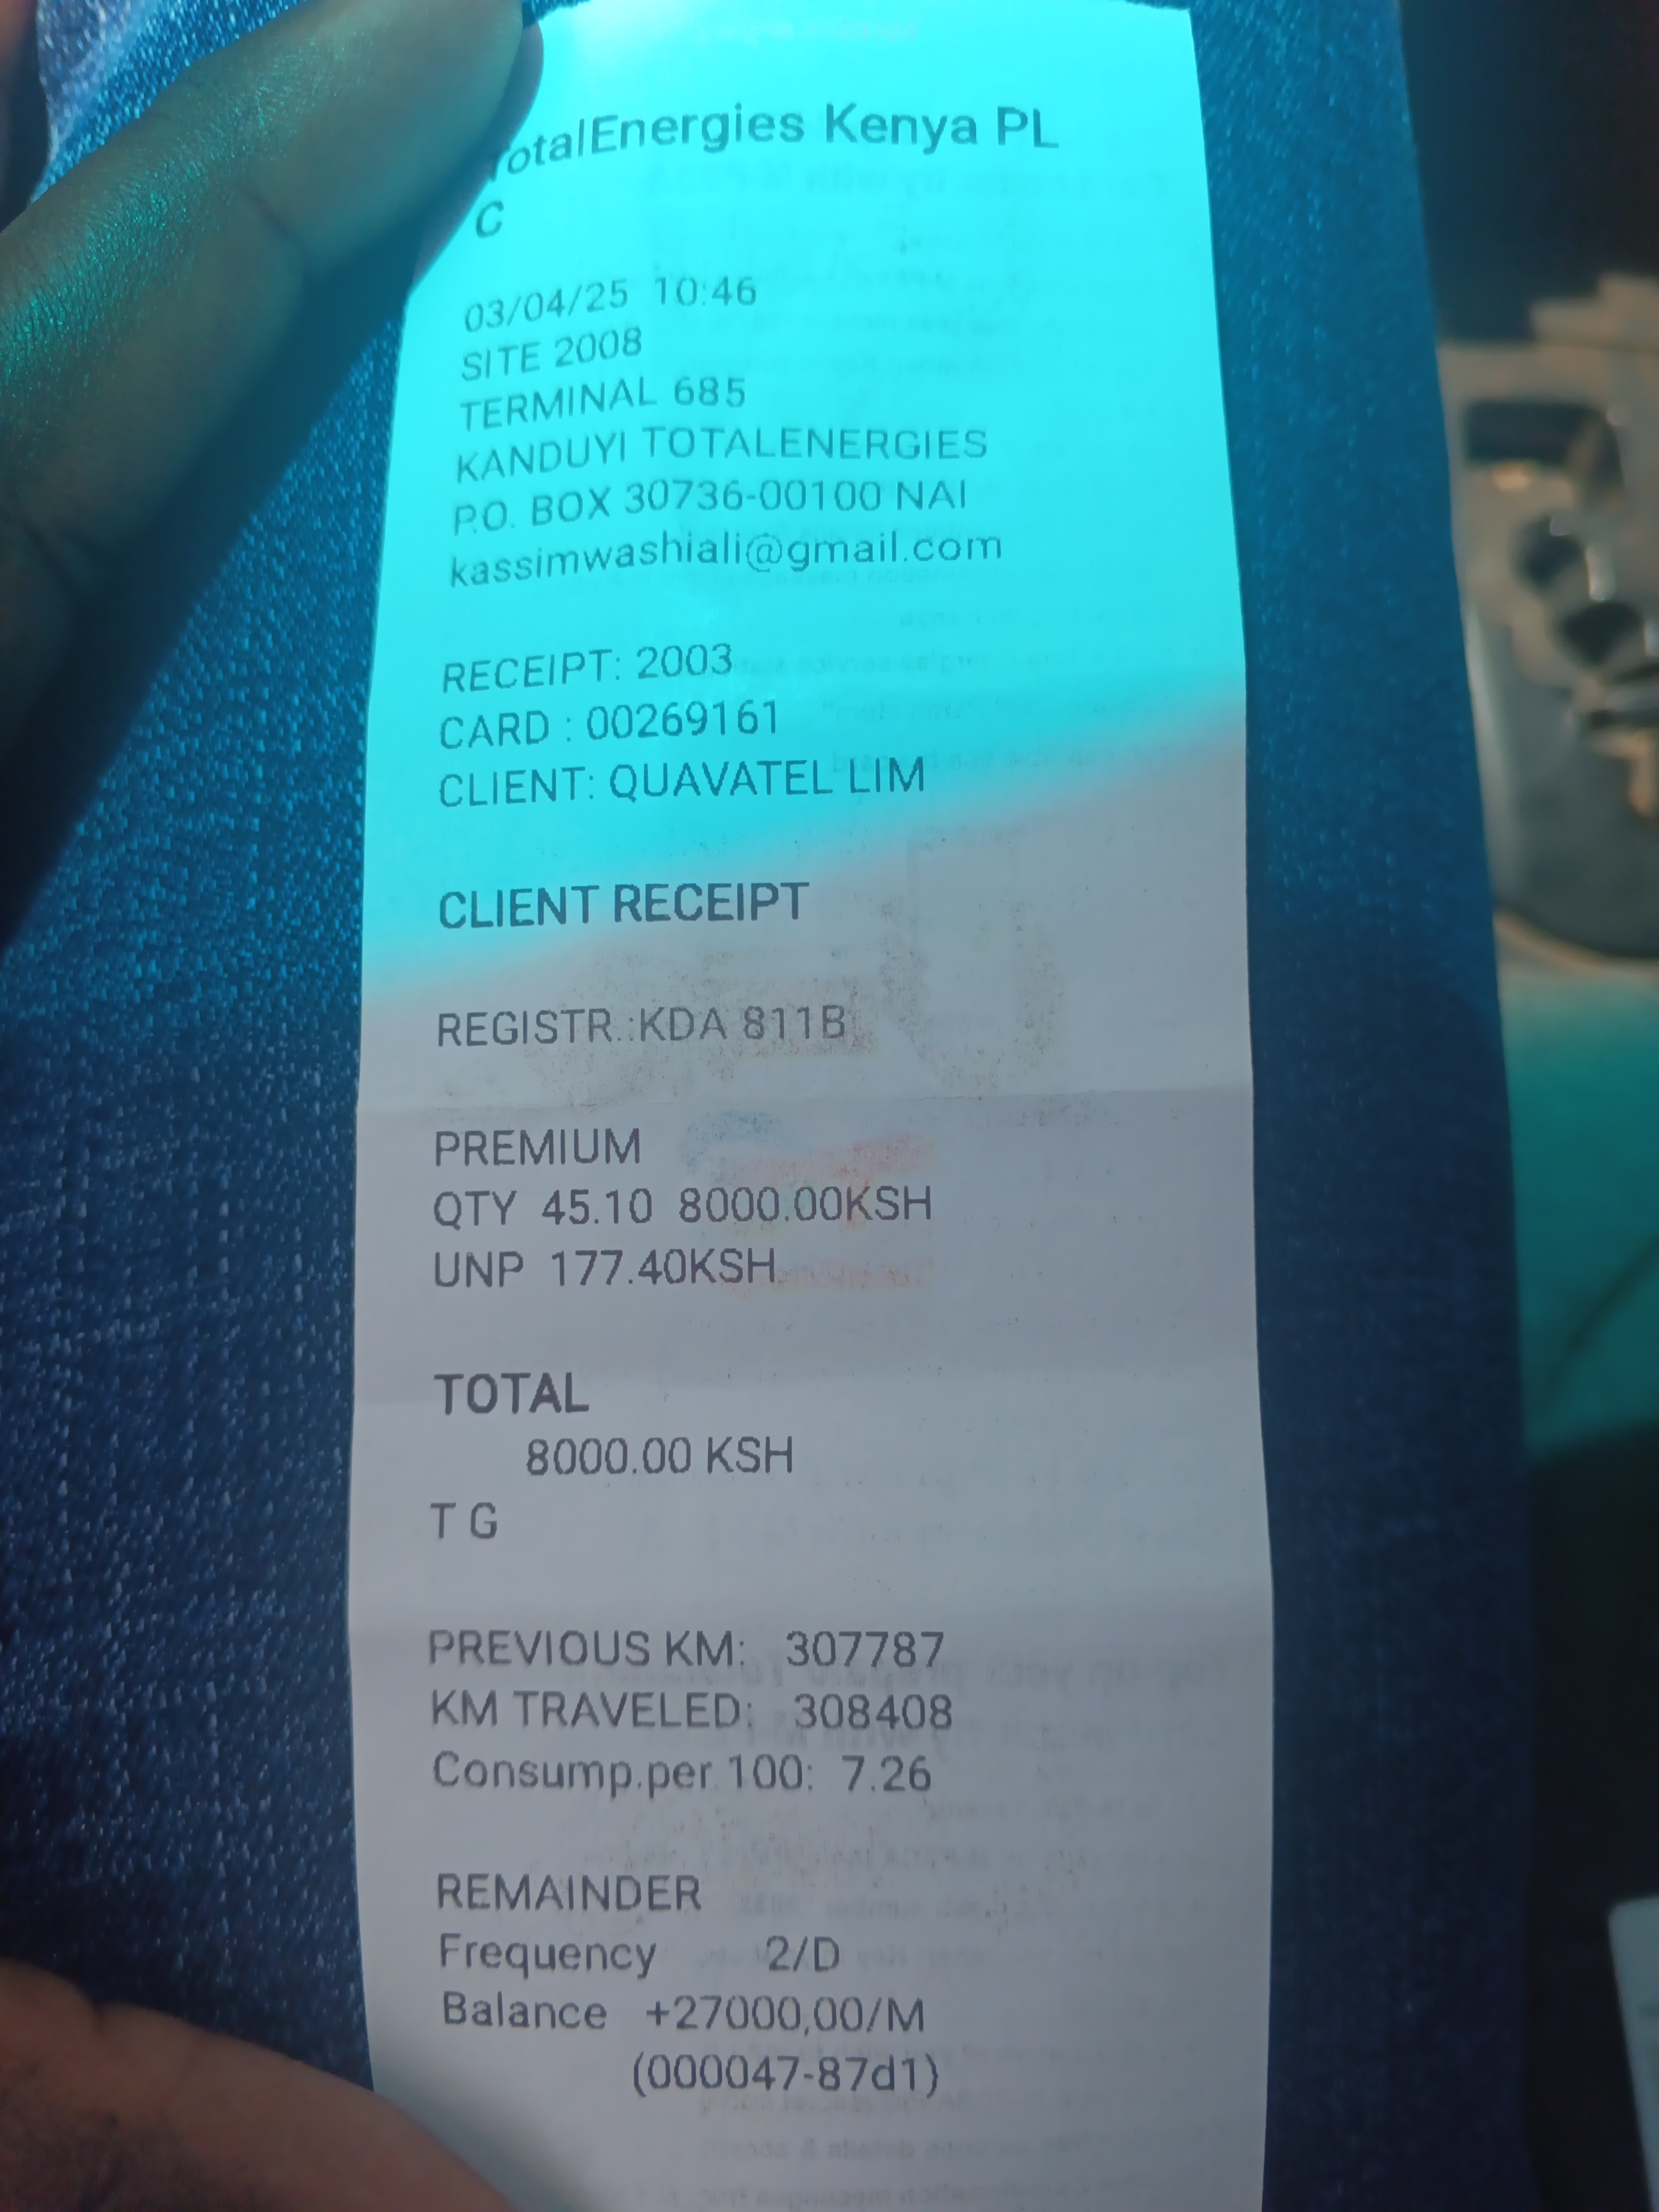 TotalEnergies Kenya PL
C
03/04/25 10:46
SITE 2008
TERMINAL 685
KANDUYI TOTALENERGIES
P.O. BOX 30736-00100 NAI
kassimwashiali@gmail.com
RECEIPT: 2003
CARD : 00269161
CLIENT: QUAVATEL LIM
CLIENT RECEIPT
REGISTR.:KDA 811B
PREMIUM
QTY 45.10 8000.00KSH
UNP 177.40KSH
TOTAL
8000.00 KSH
T G
PREVIOUS KM: 307787
KM TRAVELED: 308408
Consump.per 100: 7.26
REMAINDER
Frequency 2/D
Balance +27000,00/M
(000047-87d1)